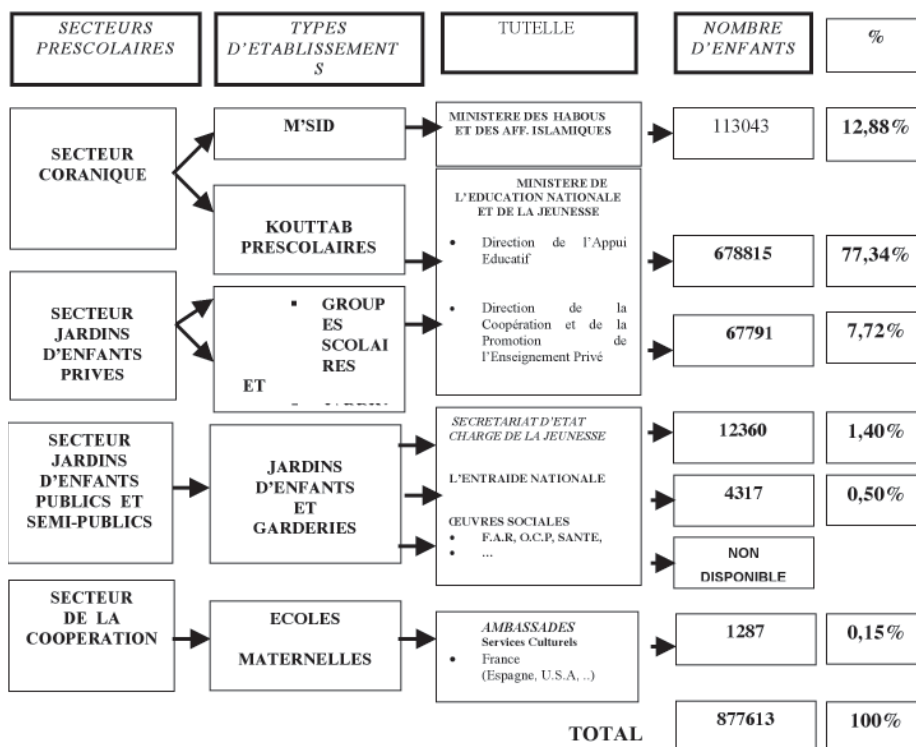 SECTEURS
PRESCOLAIRES
TYPES
D'ETABLISSEMENT
S
TUTELLE
NOMBRE
D'ENFANTS
%
SECTEUR
CORANIQUE
M'SID
MINISTERE DES HABOUS
ET DES AFF. ISLAMIQUES
113043
12,88%
KOUTTAB
PRESCOLAIRES
MINISTERE DE
L'EDUCATION NATIONALE
ET DE LA JEUNESSE
• Direction de l'Appui
Educatif
678815
77,34%
SECTEUR
JARDINS
D'ENFANTS
PRIVES
▪ GROUP
ES
SCOLAI
RES
ET
• Direction de la
Coopération et de la
Promotion de
l'Enseignement Privé
67791
7,72%
SECTEUR
JARDINS
D'ENFANTS
PUBLICS ET
SEMI-PUBLICS
JARDINS
D'ENFANTS
ET
GARDERIES
SECRETARIAT D'ETAT
CHARGE DE LA JEUNESSE
12360
1,40%
L'ENTRAIDE NATIONALE
4317
0,50%
ŒUVRES SOCIALES
• F.A.R, O.C.P, SANTE,
• ...
NON
DISPONIBLE
SECTEUR
DE LA
COOPERATION
ECOLES
MATERNELLES
AMBASSADES
Services Culturels
• France
(Espagne, U.S.A, ..)
1287
0,15%
TOTAL
877613
100%